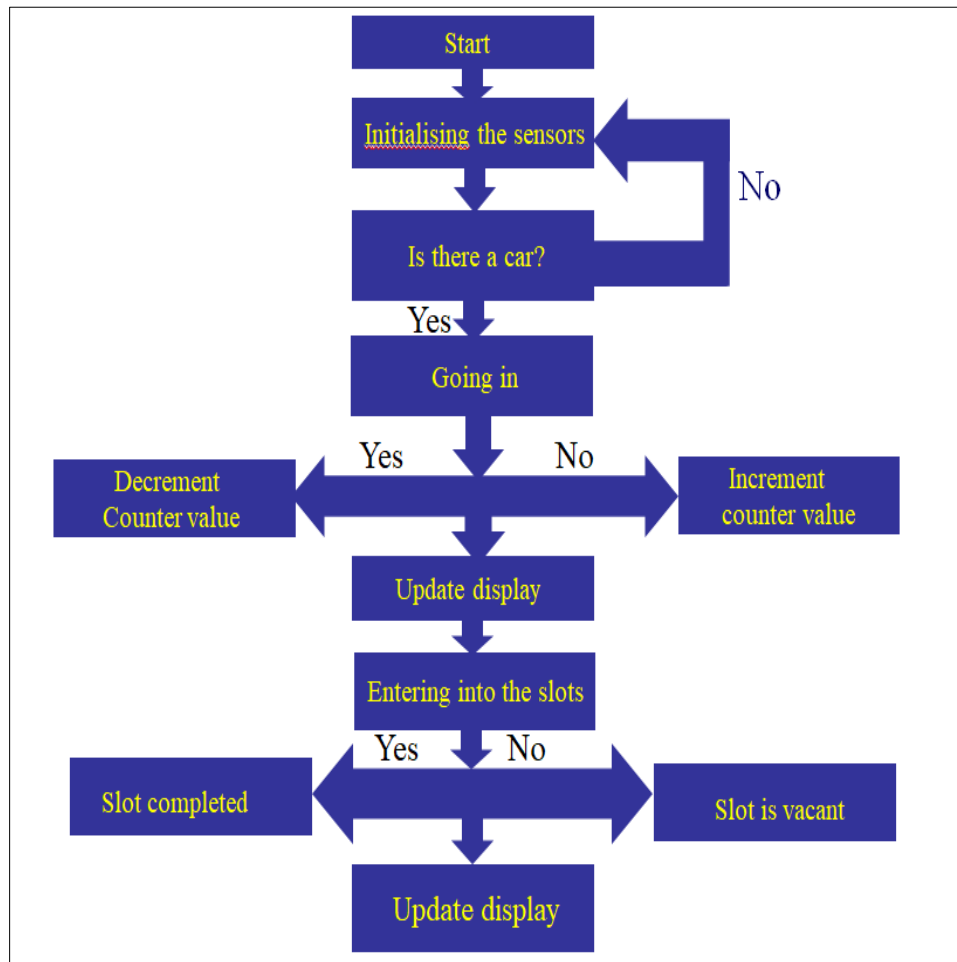 Start
Initialising the sensors
No
Is there a car?
Yes
Going in
Yes
No
Decrement
Counter value
Increment
counter value
Update display
Entering into the slots
Yes
No
Slot completed
Slot is vacant
Update display